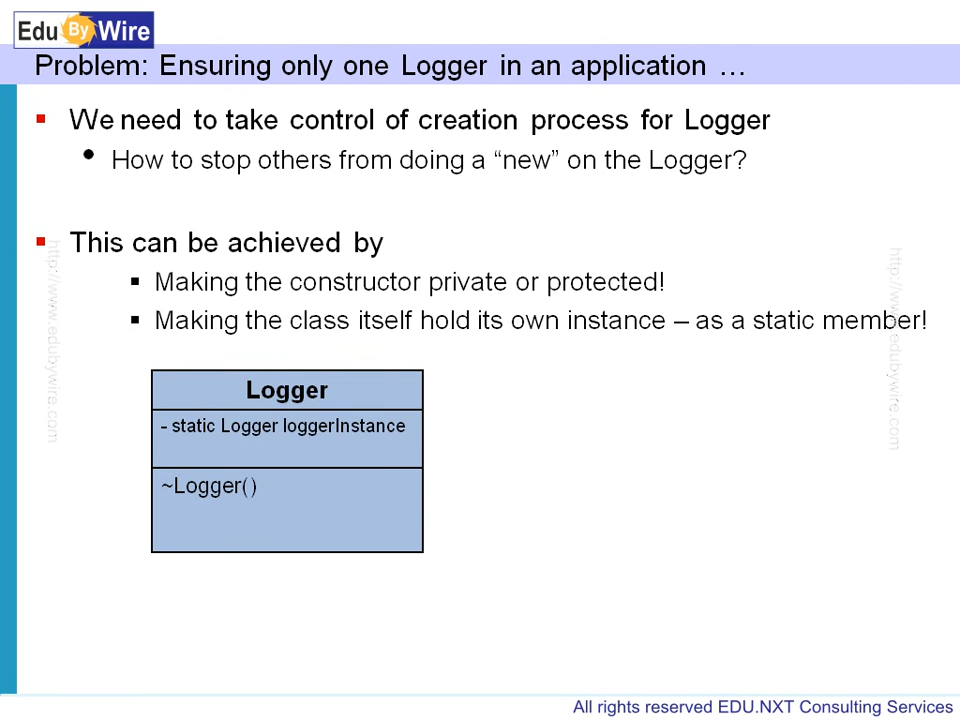 Edu By Wire
Problem: Ensuring only one Logger in an application …
We need to take control of creation process for Logger
How to stop others from doing a “new” on the Logger?
This can be achieved by
Making the constructor private or protected!
Making the class itself hold its own instance – as a static member!
http://www.edubywire.com
http://www.edubywire.com
Logger
- static Logger loggerInstance
~Logger()
All rights reserved EDU.NXT Consulting Services